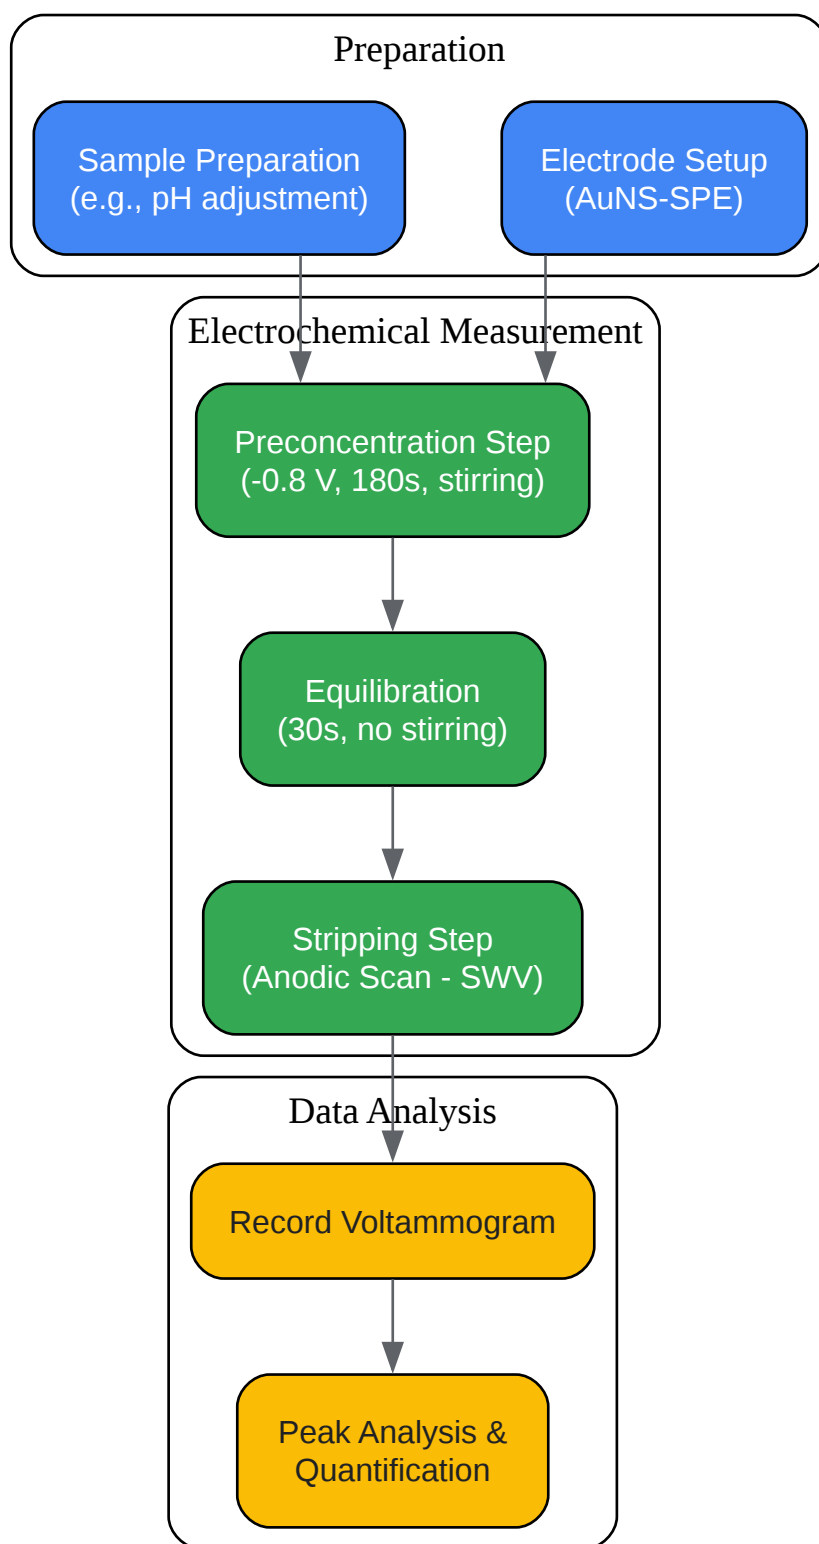 Preparation
Sample Preparation
(e.g., pH adjustment)
Electrode Setup
(AuNS-SPE)
Electrochemical Measurement
Preconcentration Step
(-0.8 V, 180s, stirring)
Equilibration
(30s, no stirring)
Stripping Step
(Anodic Scan - SWV)
Data Analysis
Record Voltammogram
Peak Analysis &
Quantification